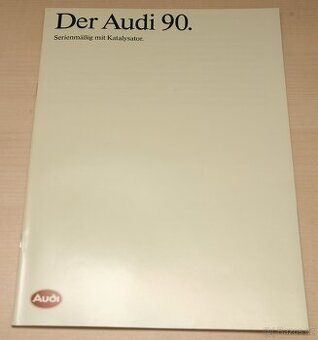 Der Audi 90.
Serienmäßig mit Katalysator.
Audi